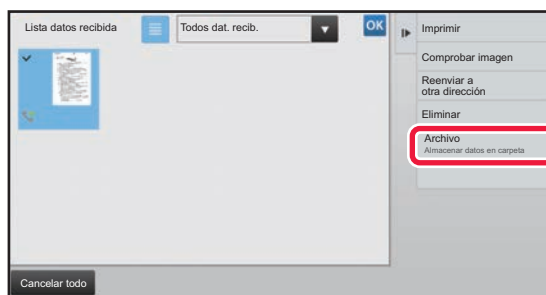 Lista datos recibida
Todos dat. recib.
OK
Imprimir
Comprobar imagen
Reenviar a
otra dirección
Eliminar
Archivo
Almacenar datos en carpeta
Cancelar todo